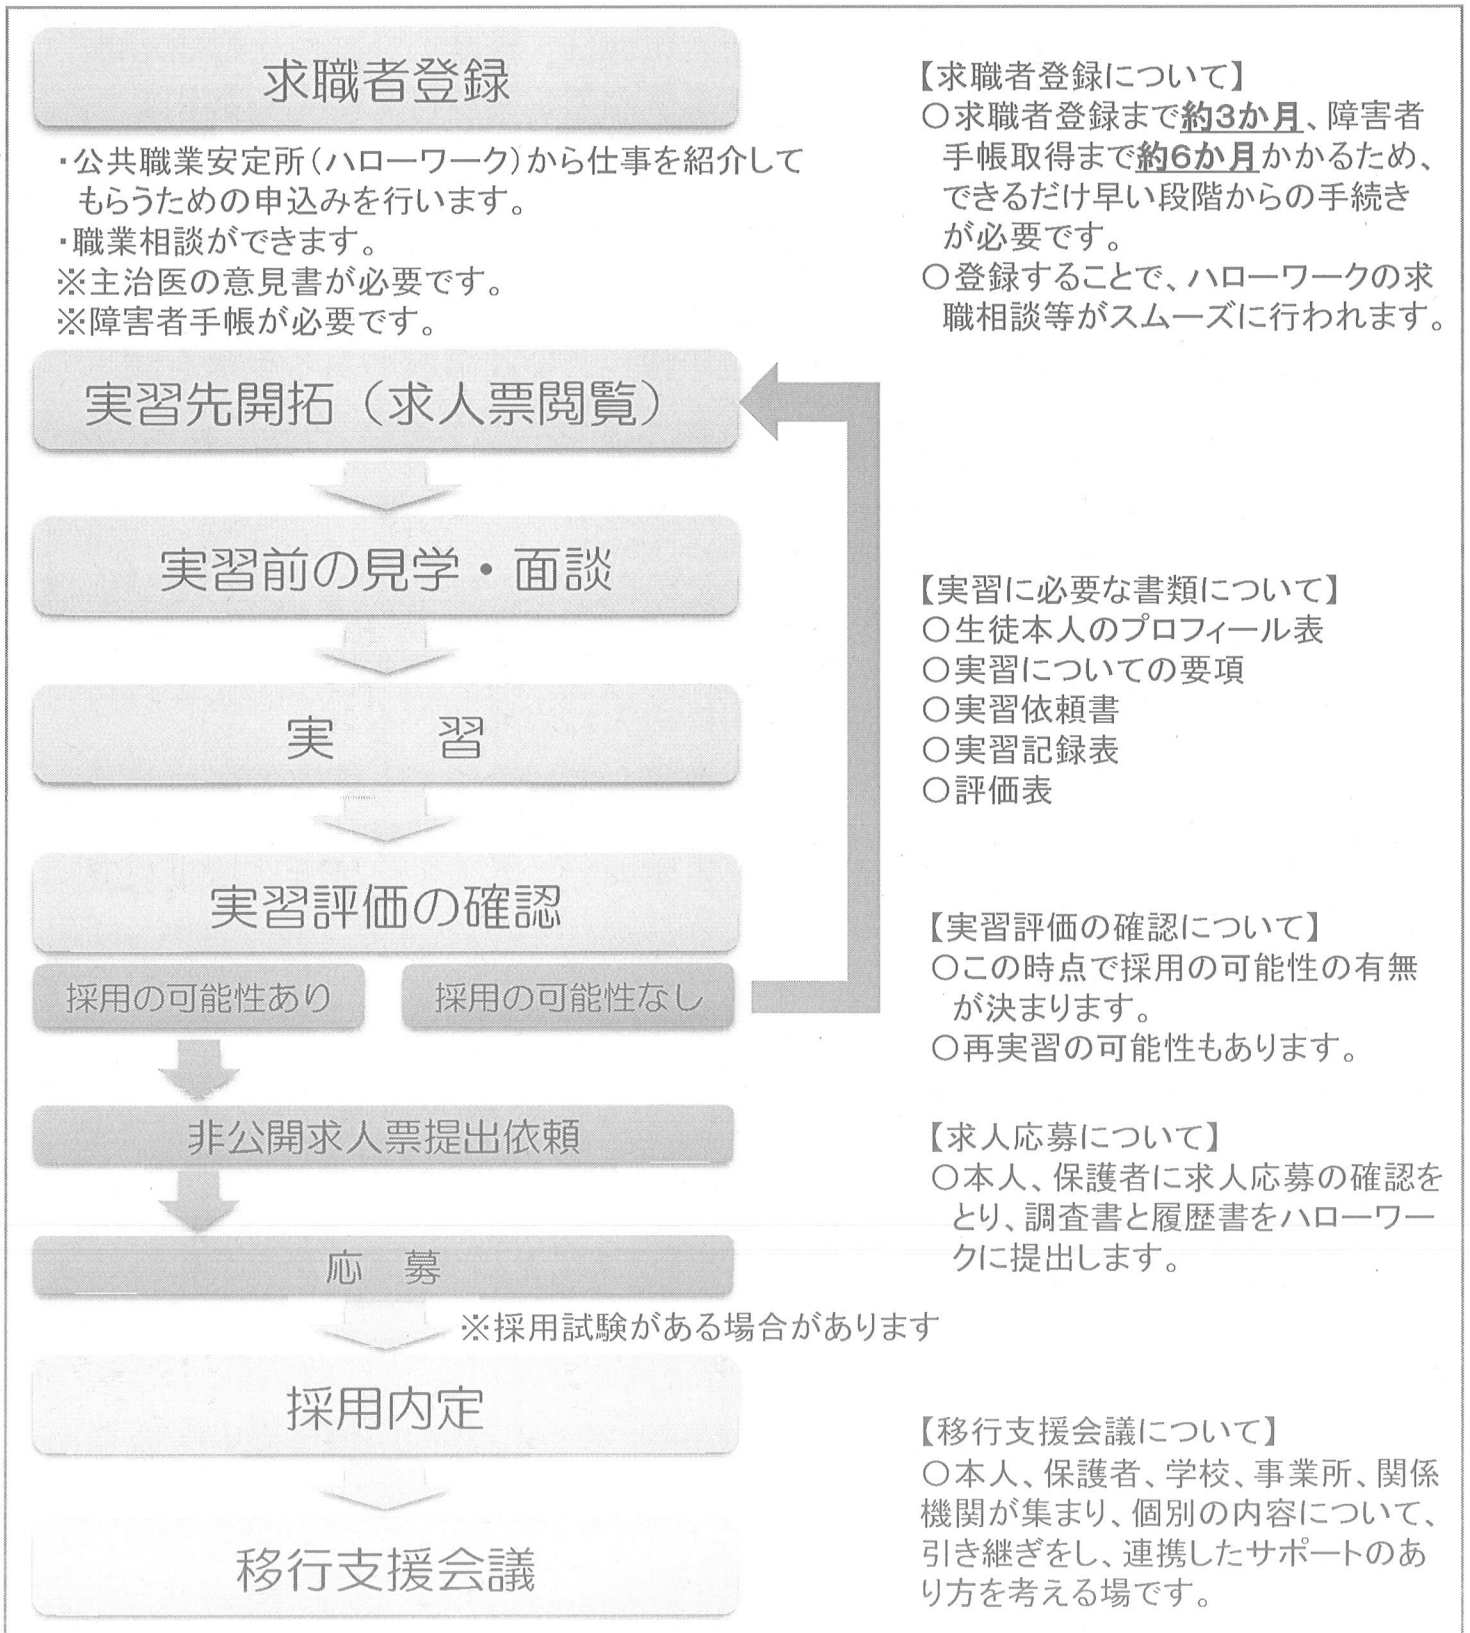 求職者登録
・公共職業安定所（ハローワーク）から仕事を紹介して
もらうための申込みを行います。
・職業相談ができます。
※主治医の意見書が必要です。
※障害者手帳が必要です。
【求職者登録について】
○求職者登録まで約3か月、障害者
手帳取得まで約6か月かかるため、
できるだけ早い段階からの手続き
が必要です。
○登録することで、ハローワークの求
職相談等がスムーズに行われます。
実習先開拓（求人票閲覧）
実習前の見学・面談
実　習
【実習に必要な書類について】
○生徒本人のプロフィール表
○実習についての要項
○実習依頼書
○実習記録表
○評価表
実習評価の確認
採用の可能性あり
採用の可能性なし
【実習評価の確認について】
○この時点で採用の可能性の有無
が決まります。
○再実習の可能性もあります。
非公開求人票提出依頼
応　募
※採用試験がある場合があります
【求人応募について】
○本人、保護者に求人応募の確認を
とり、調査書と履歴書をハローワー
クに提出します。
採用内定
移行支援会議
【移行支援会議について】
○本人、保護者、学校、事業所、関係
機関が集まり、個別の内容について、
引き継ぎをし、連携したサポートのあ
り方を考える場です。